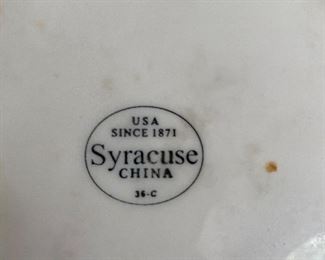 USA
SINCE 1871
Syracuse
CHINA
36-C